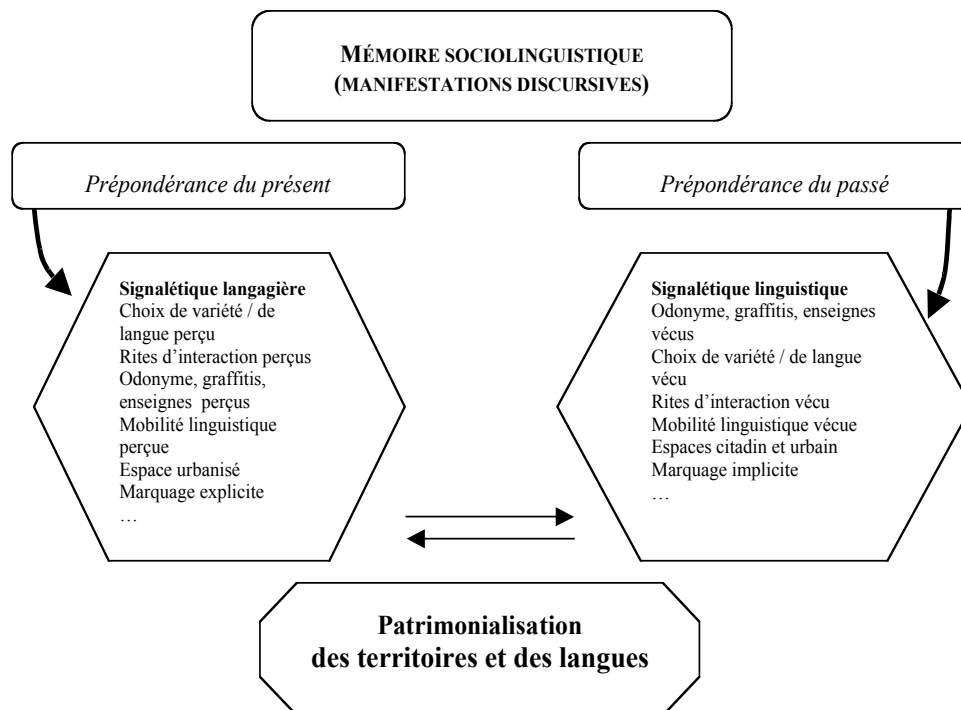 MÉMOIRE SOCIOLINGUISTIQUE
(MANIFESTATIONS DISCURSIVES)
Prépondérance du présent
Prépondérance du passé
Signalétique langagière
Choix de variété / de
langue perçu
Rites d’interaction perçus
Odonyme, graffitis,
enseignes perçus
Mobilité linguistique
perçue
Espace urbanisé
Marquage explicite
…
Signalétique linguistique
Odonyme, graffitis, enseignes
vécus
Choix de variété / de langue
vécu
Rites d’interaction vécu
Mobilité linguistique vécue
Espaces citadin et urbain
Marquage implicite
…
Patrimonialisation
des territoires et des langues